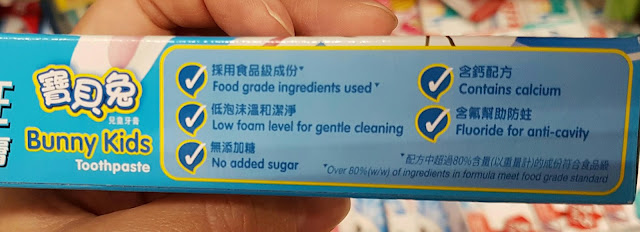 寶貝兔
兒童牙膏
Bunny Kids
Toothpaste
採用食品級成份▼
Food grade ingredients used▼
低泡沫溫和潔淨
Low foam level for gentle cleaning
無添加糖
No added sugar
含鈣配方
Contains calcium
含氟幫助防蛀
Fluoride for anti-cavity
▼配方中超過80%含量(以重量計)的成份符合食品級
▼Over 80%(w/w) of ingredients in formula meet food grade standard